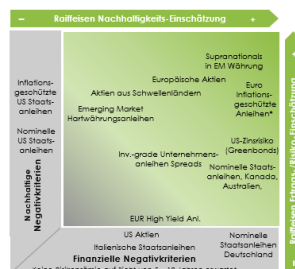 – Raiffeisen Nachhaltigkeits-Einschätzung +
Supranationals
in EM Währung
Europäische Aktien
Inflations-
geschützte
US Staats-
anleihen
Aktien aus Schwellenländern
Euro
Inflations-
geschützte
Anleihen*
Emerging Market
Hartwährungsanleihen
Nominelle
US Staats-
anleihen
US-Zinsrisiko
(Greenbonds)
Inv.-grade Unternehmens-
anleihen Spreads
Nominelle Staats-
anleihen, Kanada,
Australien,
Nachhaltige
Negativkriterien
EUR High Yield Anl.
US Aktien
Italienische Staatsanleihen
Nominelle
Staatsanleihen
Deutschland
Finanzielle Negativkriterien
Raiffeisen Ertrags-/Risiko-Einschätzung